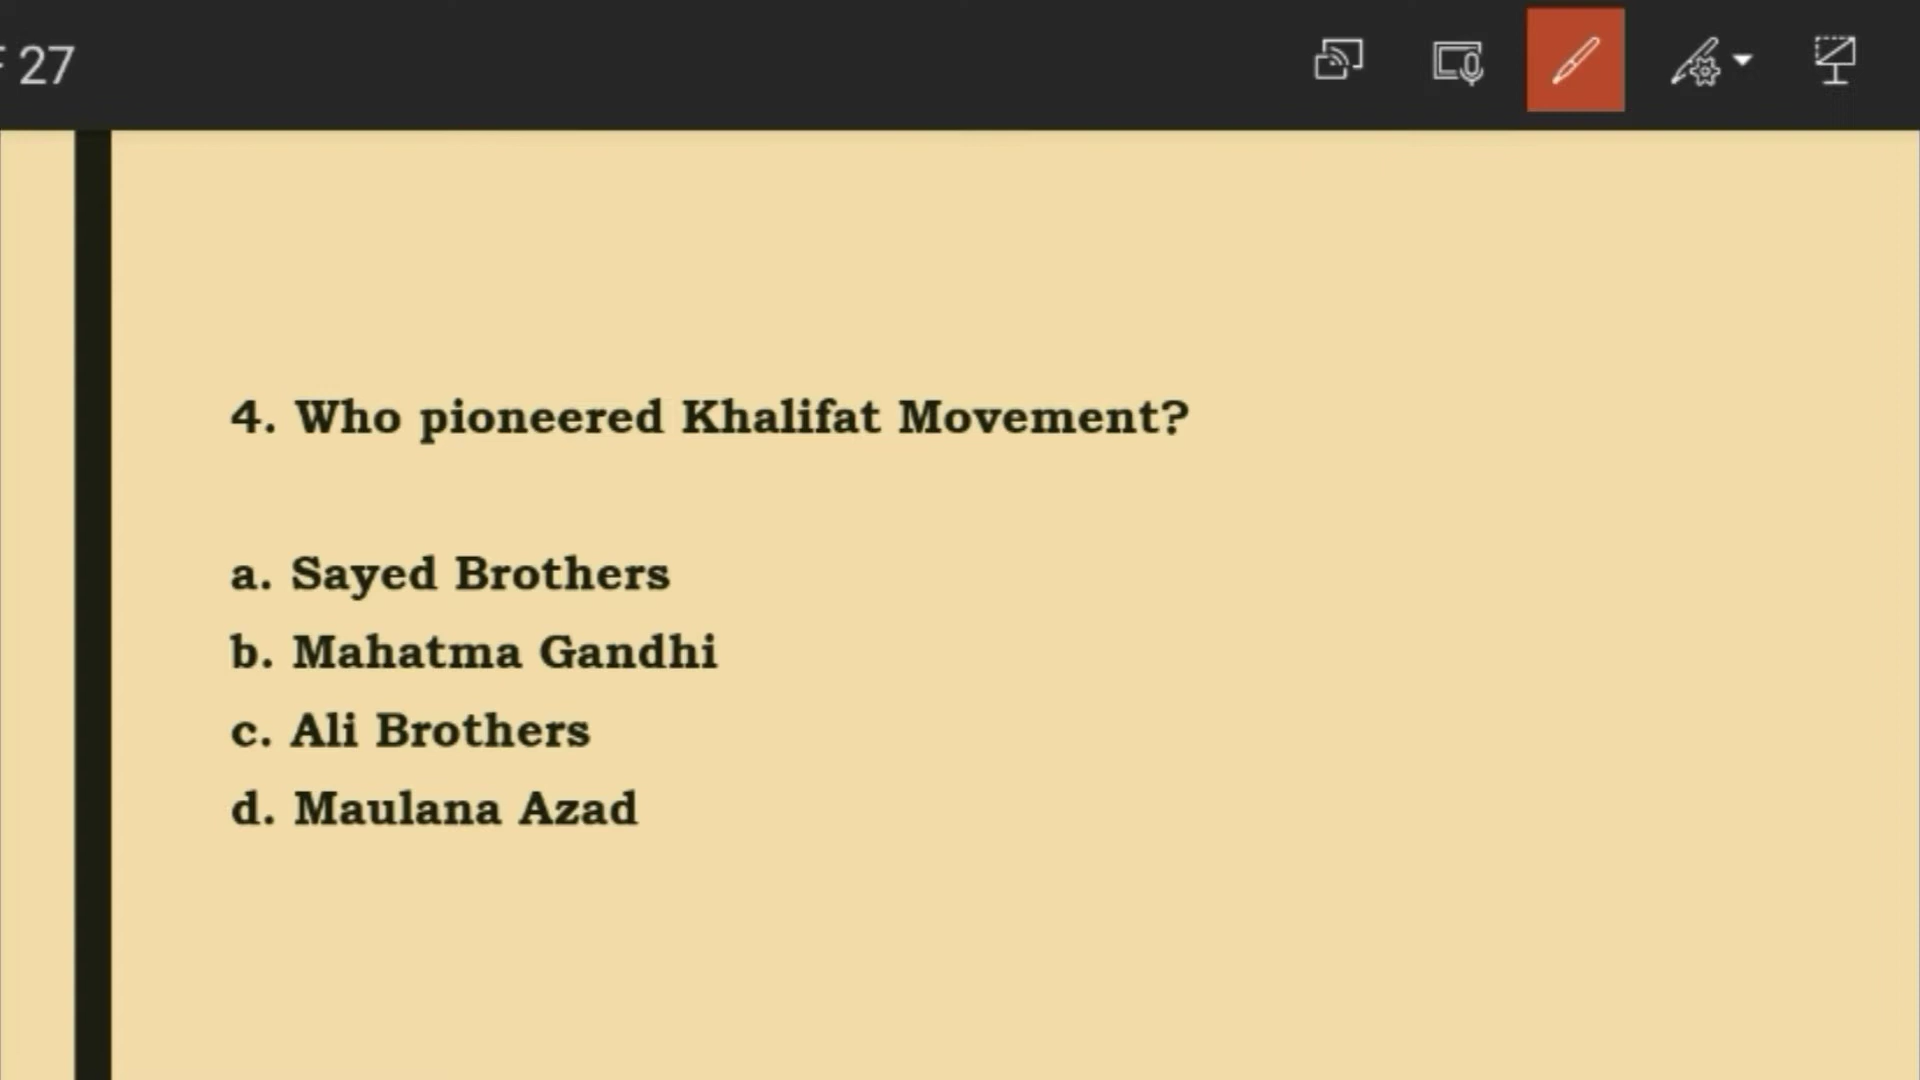 27
4. Who pioneered Khalifat Movement?
a. Sayed Brothers
b. Mahatma Gandhi
c. Ali Brothers
d. Maulana Azad